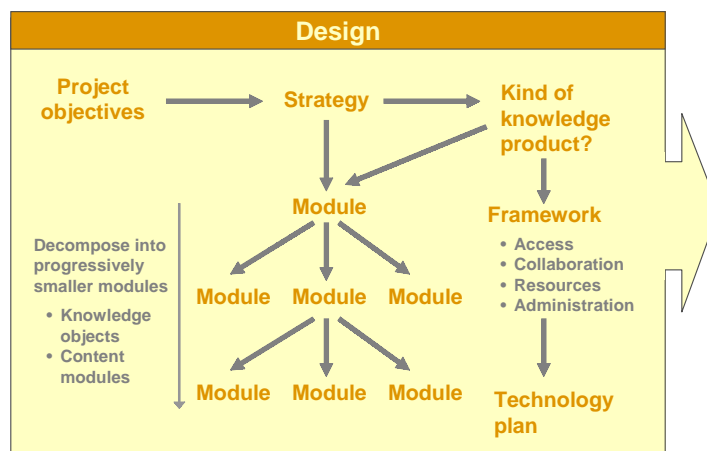 Design
Project
objectives
Strategy
Kind of
knowledge
product?
Module
Framework
• Access
• Collaboration
• Resources
• Administration
Decompose into
progressively
smaller modules
• Knowledge
objects
• Content
modules
Module Module Module
Module Module Module
Technology
plan